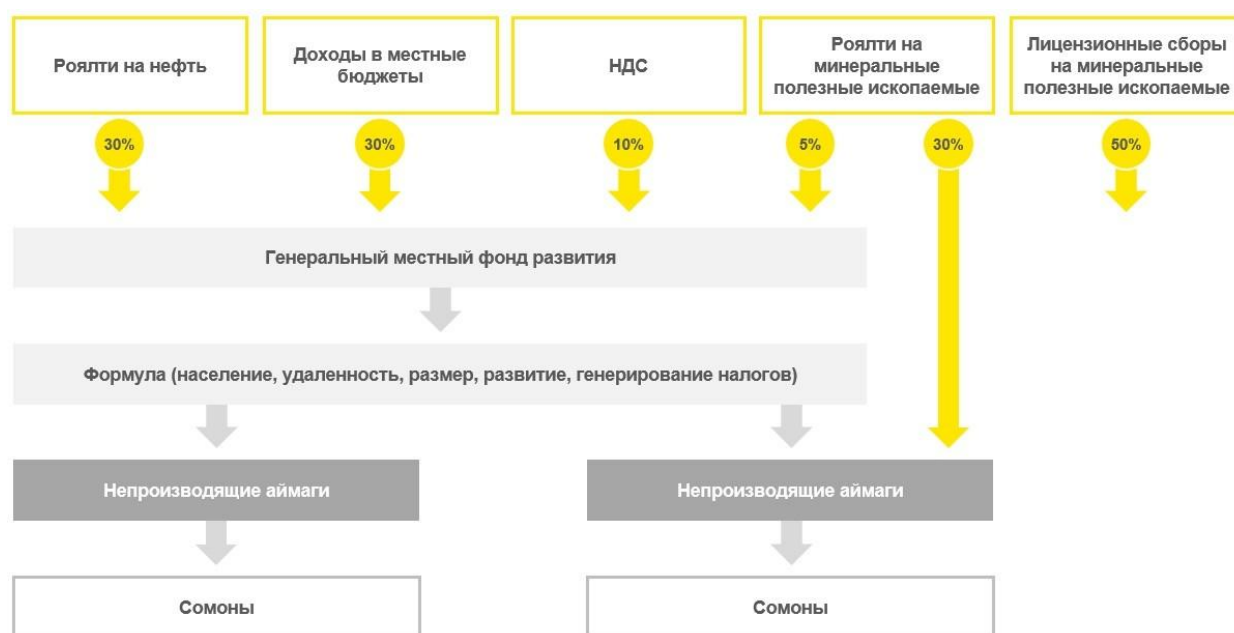 Роялти на нефть
Доходы в местные
бюджеты
НДС
Роялти на
минеральные
полезные ископаемые
Лицензионные сборы
на минеральные
полезные ископаемые
30%
30%
10%
5%
30%
50%
Генеральный местный фонд развития
Формула (население, удаленность, размер, развитие, генерирование налогов)
Непроизводящие аймаги
Непроизводящие аймаги
Сомоны
Сомоны